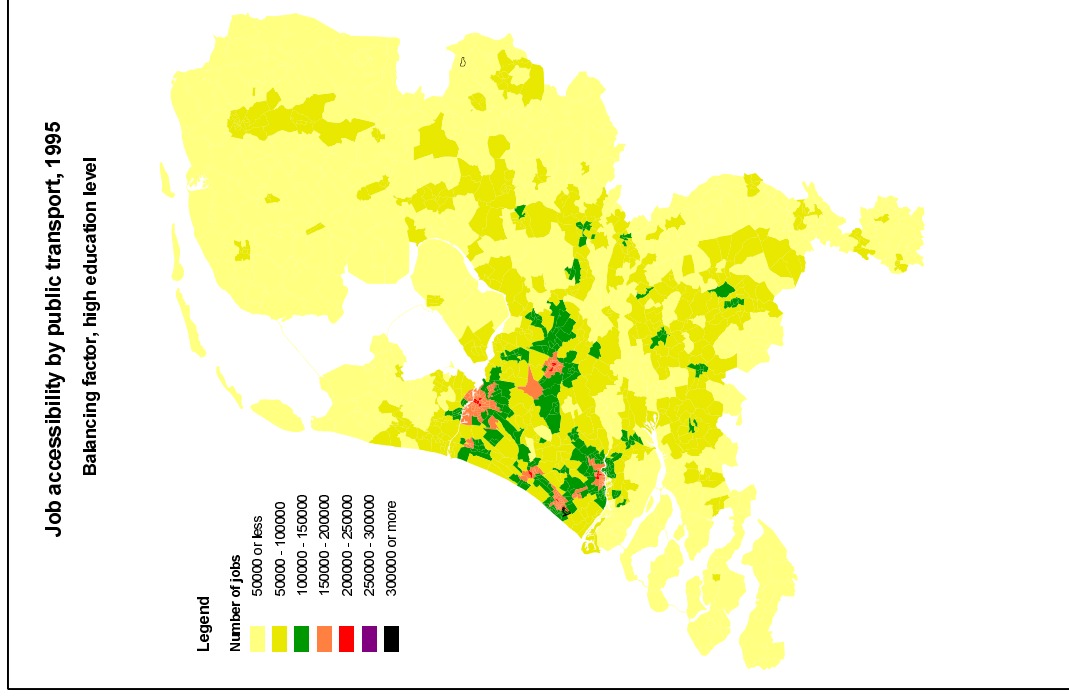 Job accessibility by public transport, 1995
Balancing factor, high education level
Legend
Number of jobs
50000 or less
50000 - 100000
100000 - 150000
150000 - 200000
200000 - 250000
250000 - 300000
300000 or more